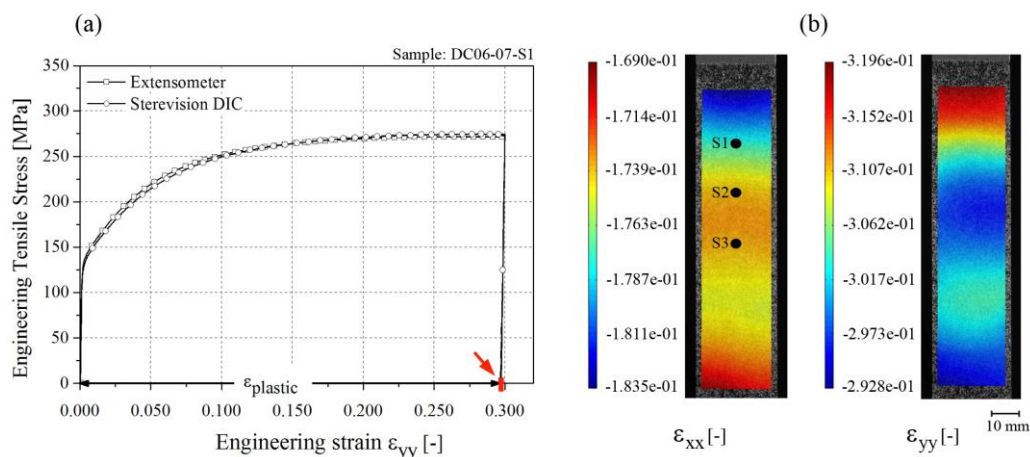 (a)
Sample: DC06-07-S1
Extensometer
Sterevision DIC
Engineering Tensile Stress [MPa]
350
300
250
200
150
100
50
0
εplastic
0.000 0.050 0.100 0.150 0.200 0.250 0.300
Engineering strain εyy [-]
(b)
-1.690e-01
-1.714e-01
-1.739e-01
-1.763e-01
-1.787e-01
-1.811e-01
-1.835e-01
S1
S2
S3
εxx [-]
-3.196e-01
-3.152e-01
-3.107e-01
-3.062e-01
-3.017e-01
-2.973e-01
-2.928e-01
10 mm
εyy [-]